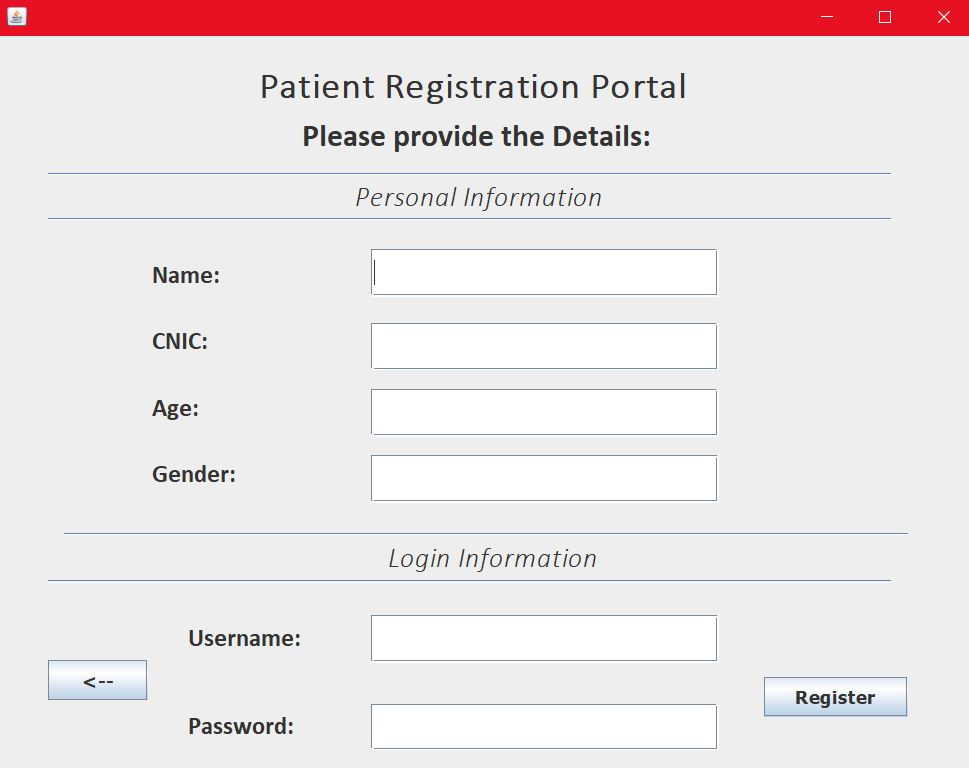 Patient Registration Portal
Please provide the Details:
Personal Information
Name:
CNIC:
Age:
Gender:
Login Information
Username:
<--
Register
Password: